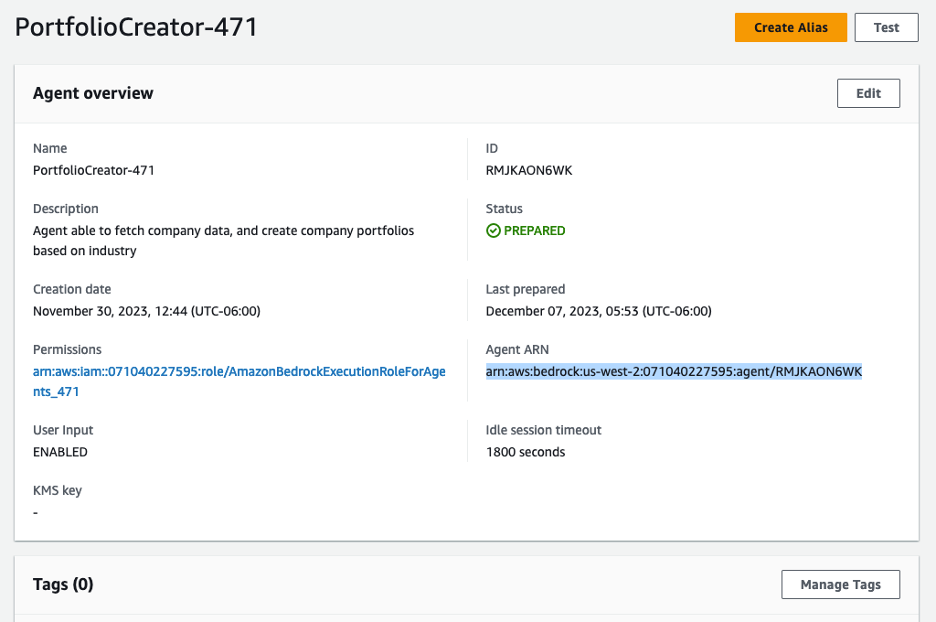 PortfolioCreator-471
Create Alias
Test
Agent overview
Edit
Name
PortfolioCreator-471
ID
RMJKAON6WK
Description
Agent able to fetch company data, and create company portfolios
based on industry
Status
PREPARED
Creation date
November 30, 2023, 12:44 (UTC-06:00)
Last prepared
December 07, 2023, 05:53 (UTC-06:00)
Permissions
arn:aws:iam::071040227595:role/AmazonBedrockExecutionRoleForAge
nts_471
Agent ARN
arn:aws:bedrock:us-west-2:071040227595:agent/RMJKAON6WK
User Input
ENABLED
Idle session timeout
1800 seconds
KMS key
-
Tags (0)
Manage Tags